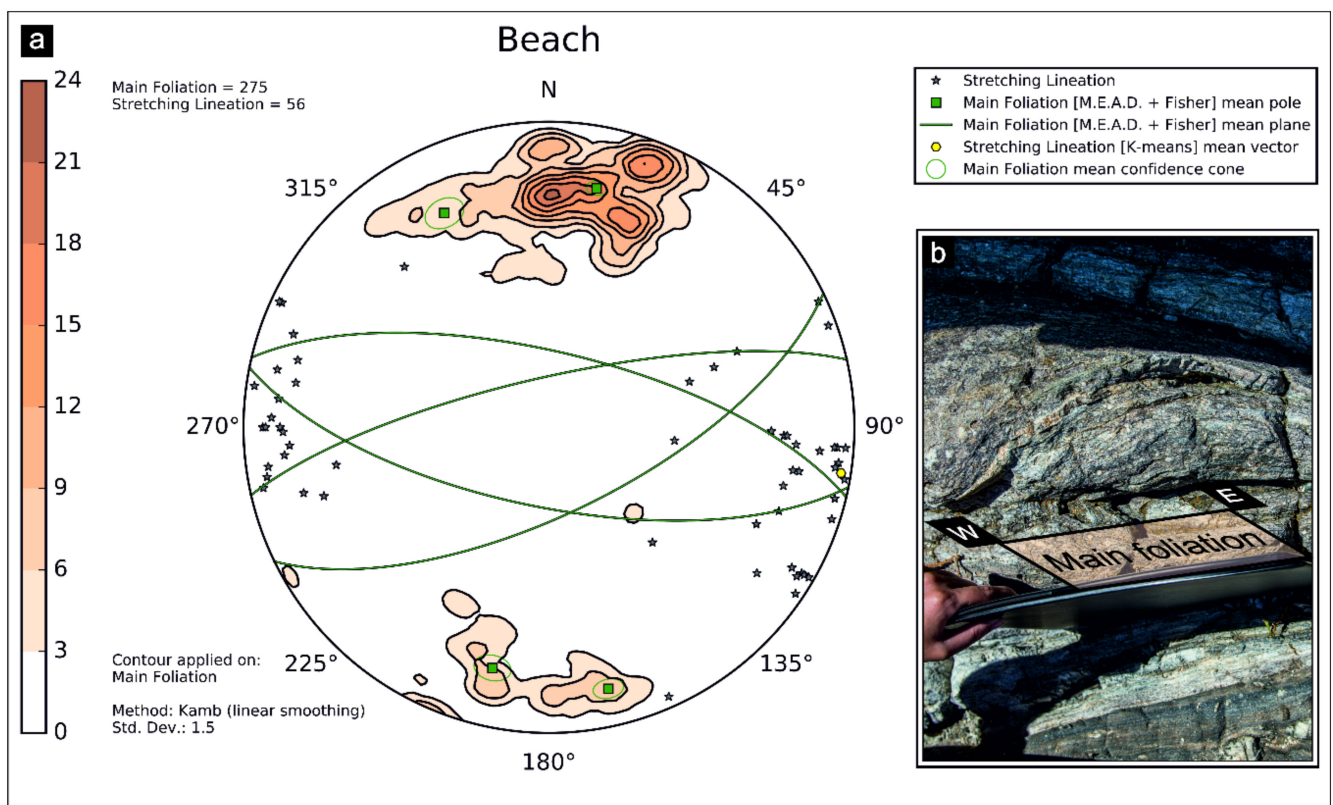 a
Beach
24
21
18
15
12
9
6
3
0
Main Foliation = 275
Stretching Lineation = 56
N
45°
90°
135°
180°
225°
270°
315°
Contour applied on:
Main Foliation
Method: Kamb (linear smoothing)
Std. Dev.: 1.5
Stretching Lineation
Main Foliation [M.E.A.D. + Fisher] mean pole
Main Foliation [M.E.A.D. + Fisher] mean plane
Stretching Lineation [K-means] mean vector
Main Foliation mean confidence cone
b
W
E
Main foliation